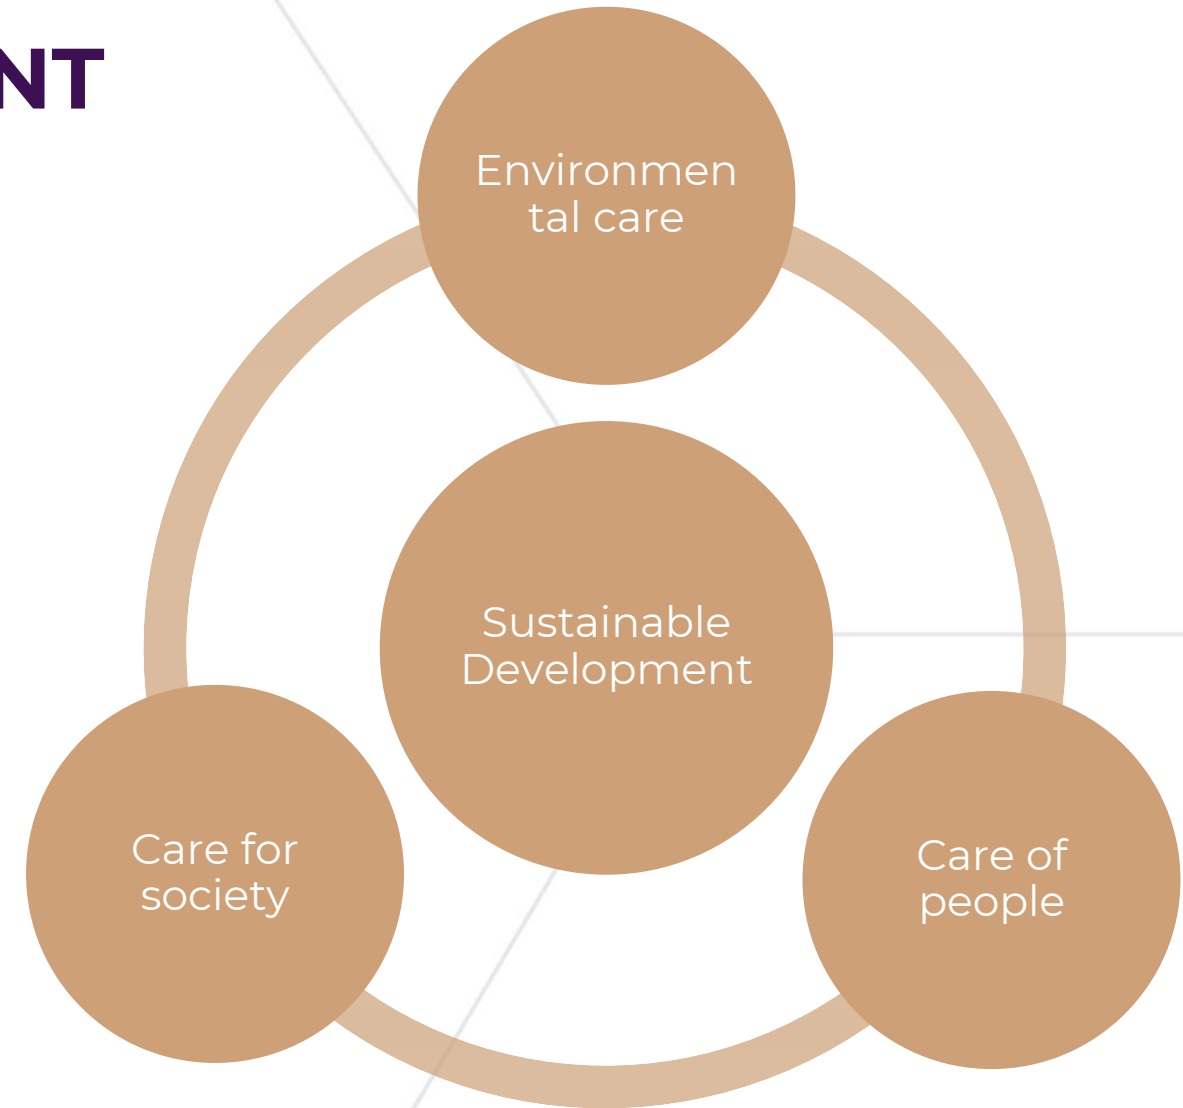 NT
Environmen
tal care
Sustainable
Development
Care for
society
Care of
people